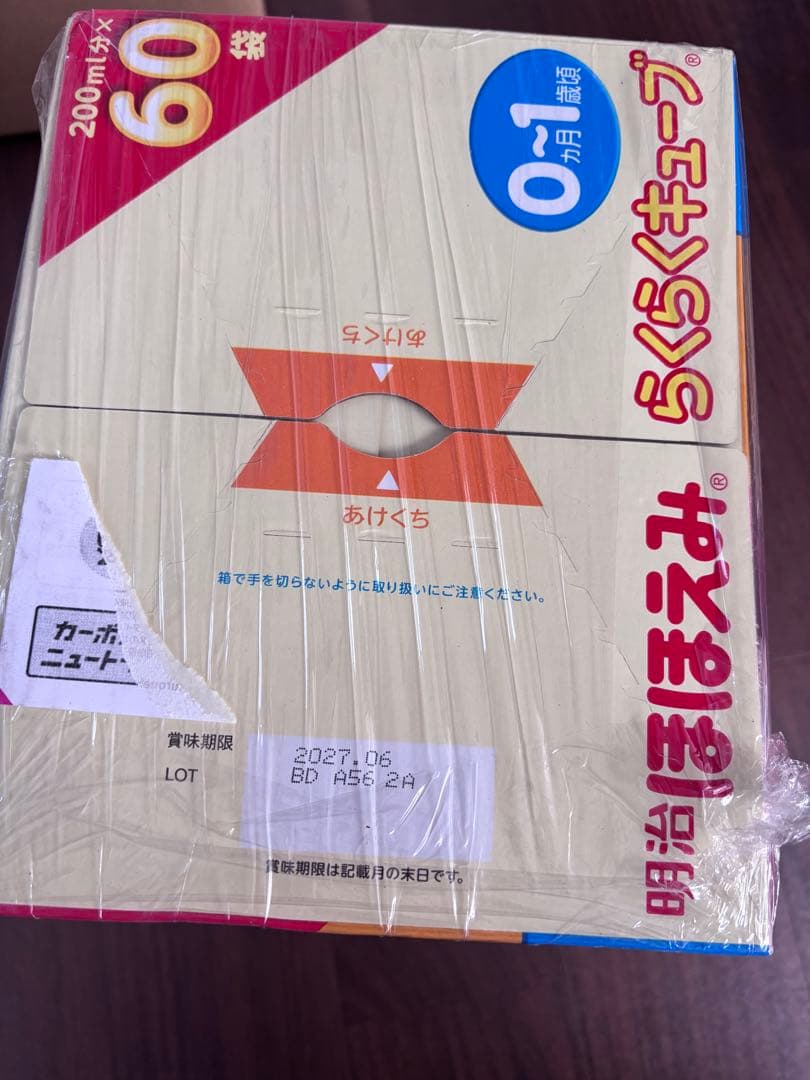 200ml分×
60袋
0ヵ月~1歳頃
明治ほほえみ®
らくらくキューブ®
あけくち
あけくち
箱で手を切らないように取り扱いにご注意ください。
カーボ
ニュート
賞味期限 2027.06
LOT BD A56 2A
賞味期限は記載月の末日です。